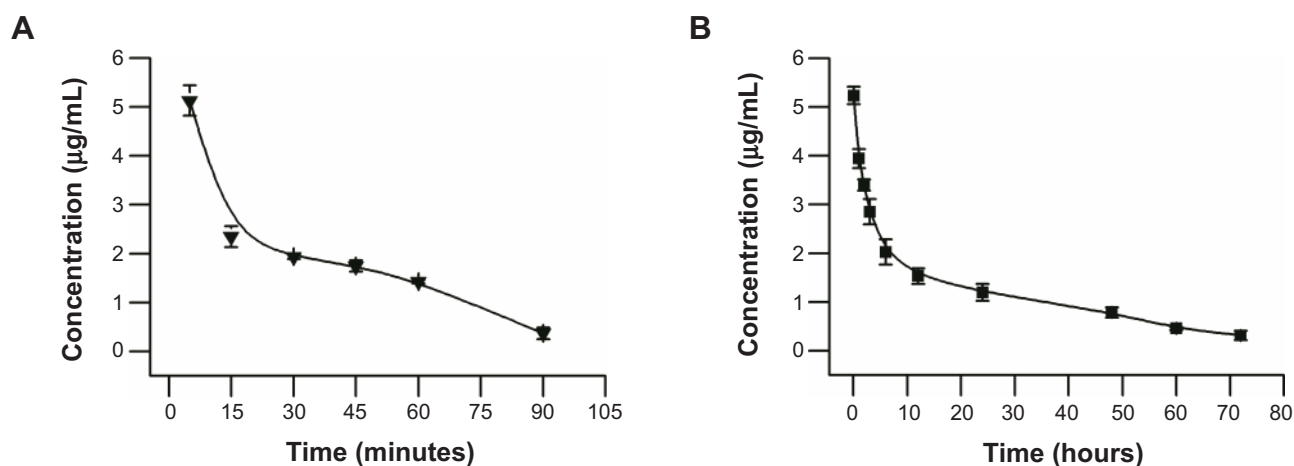 A
Concentration (µg/mL)
6
5
4
3
2
1
0
0 15 30 45 60 75 90 105
Time (minutes)
B
Concentration (µg/mL)
6
5
4
3
2
1
0
0 10 20 30 40 50 60 70 80
Time (hours)